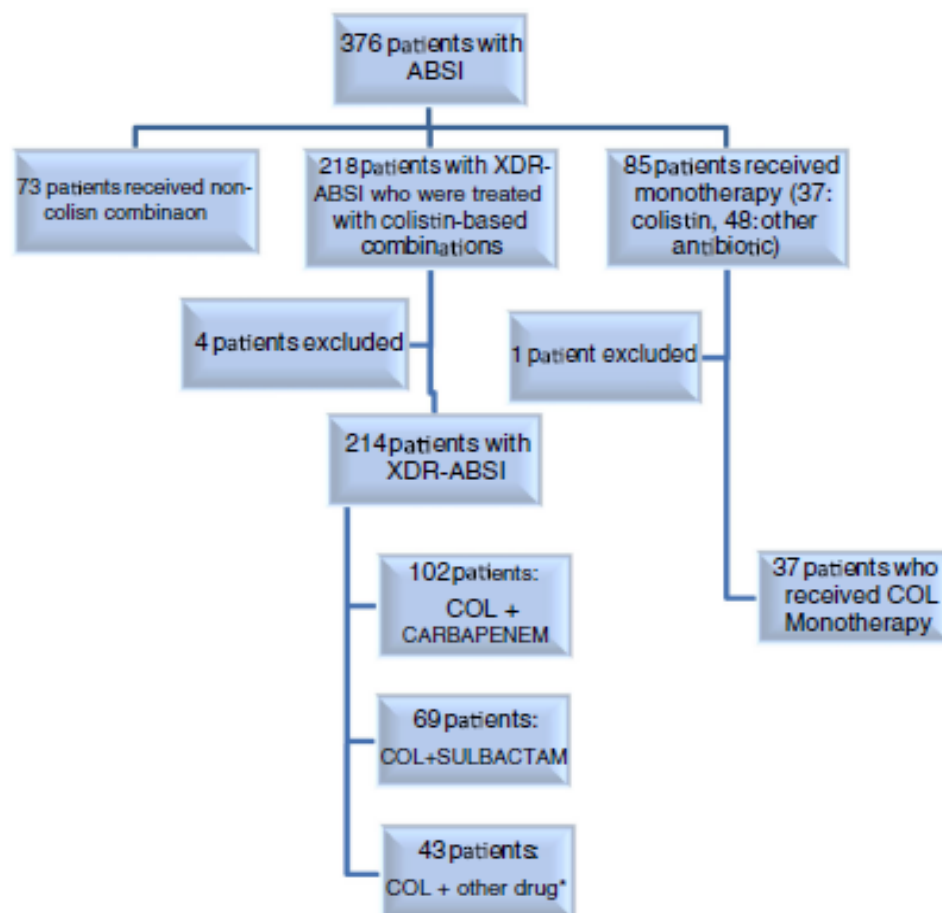 376 patients with
ABSI
73 patients received non-
colisn combinaon
218 patients with XDR-
ABSI who were treated
with colistin-based
combinations
85 patients received
monotherapy (37:
colistin, 48: other
antibiotic)
4 patients excluded
1 patient excluded
214 patients with
XDR-ABSI
102 patients:
COL +
CARBAPENEM
37 patients who
received COL
Monotherapy
69 patients:
COL+SULBACTAM
43 patients:
COL + other drug*